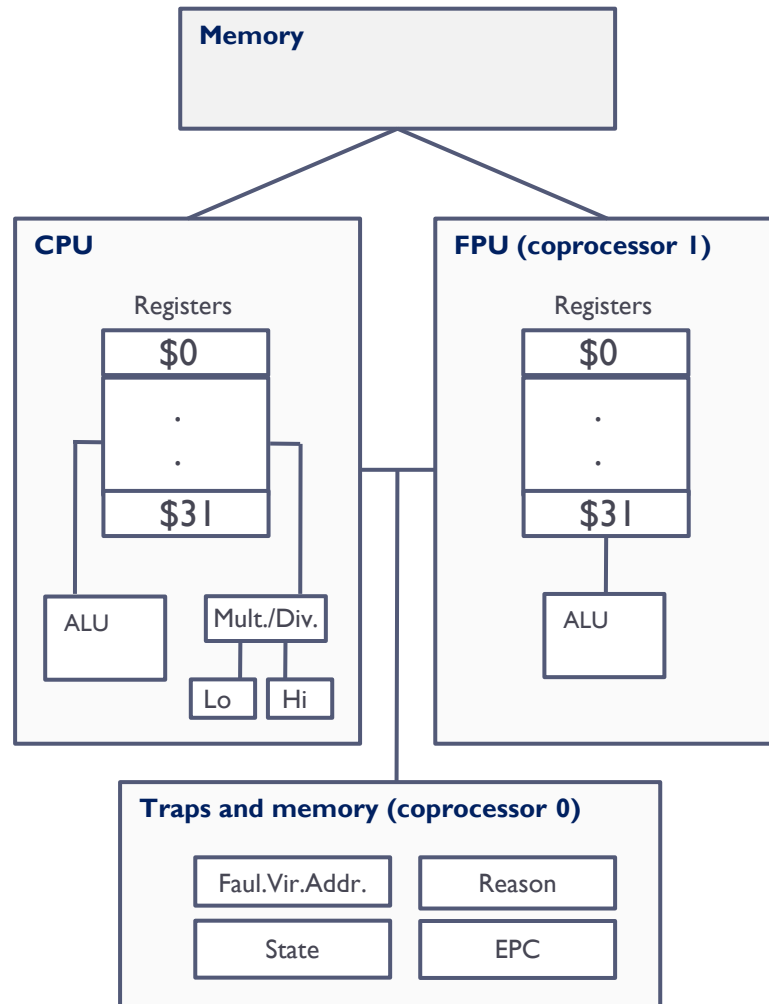 Memory
CPU
Registers
$0
.
.
$31
ALU
Mult./Div.
Lo
Hi
FPU (coprocessor 1)
Registers
$0
.
.
$31
ALU
Traps and memory (coprocessor 0)
Faul.Vir.Addr.
Reason
State
EPC